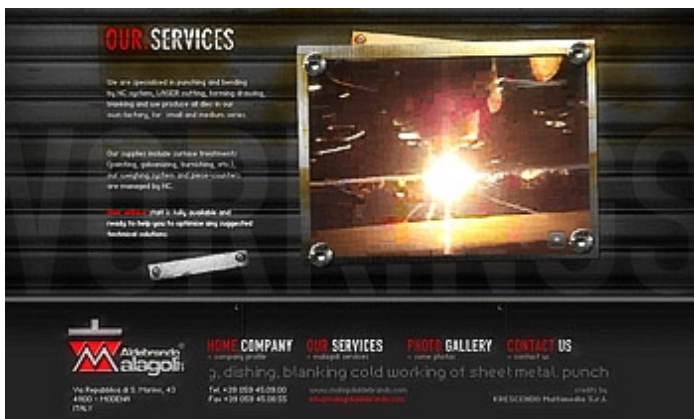 OUR.SERVICES
We are specialized in punching and bending
by NC system, LASER cutting, forming drawing,
blanking and we produce all dies in our
own factory, for small and medium series.
Our supplies include surface treatments
(painting, galvanizing, burnishing, etc.),
our weighing system and piece-counters
are managed by NC.
staff is fully available and
ready to help you to optimize any suggested
technical solutions
WORKINGS
HOME.COMPANY OUR.SERVICES PHOTO.GALLERY CONTACT US
» company profile » malagoli services » some photos » contact us
Aldebrando
Malagoli
g, dishing, blanking cold working of sheet metal. punch
Via Repubblica di S. Marino, 43
41100 - MODENA
ITALY
Tel. +39 059 45.09.00
Fax +39 059 45.08.55
credits by
KRESCENDO Multimedia S.r.l.